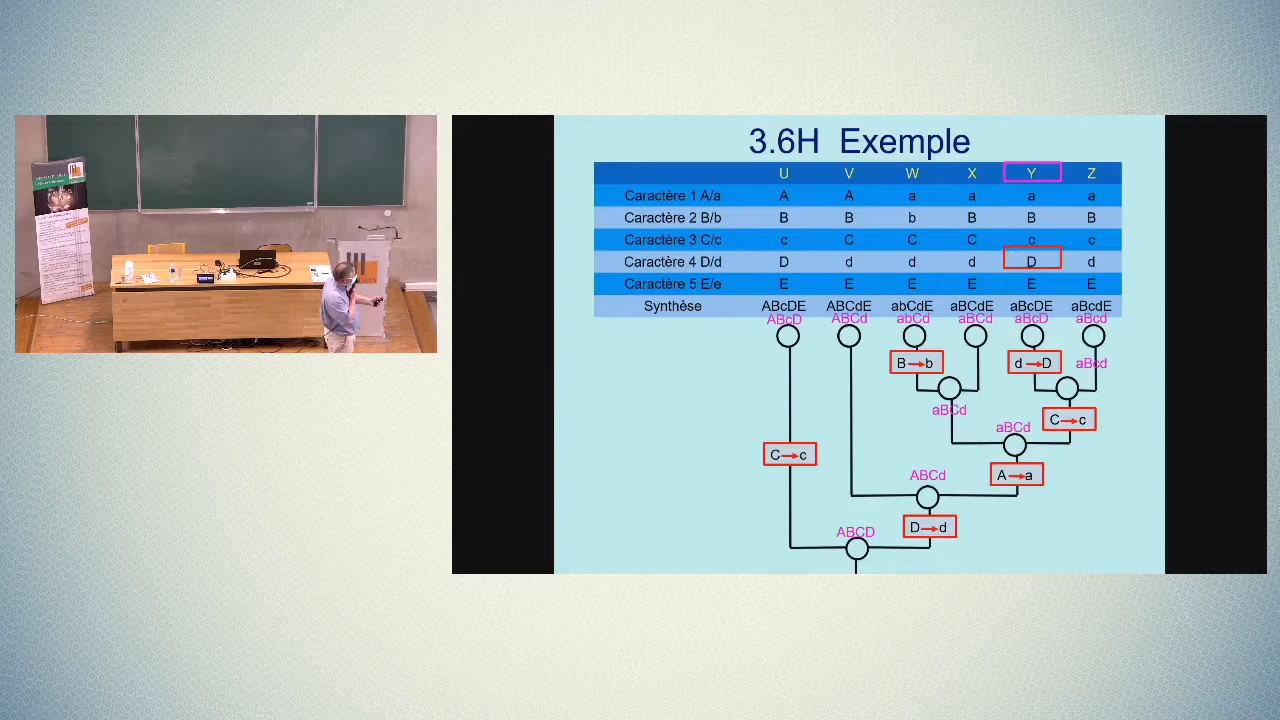 3.6H Exemple
U V W X Y Z
Caractère 1 A/a A A a a a a
Caractère 2 B/b B B b B B B
Caractère 3 C/c c C C C c c
Caractère 4 D/d D d d d D d
Caractère 5 E/e E E E E E E
Synthèse ABcDE ABCdE abCdE aBCdE aBcDE aBcdE
ABcD ABCd abCd aBCd aBcD aBcd
B→b d→D aBcd
aBCd
C→c
aBCd
C→c
A→a
ABCd
D→d
ABCD